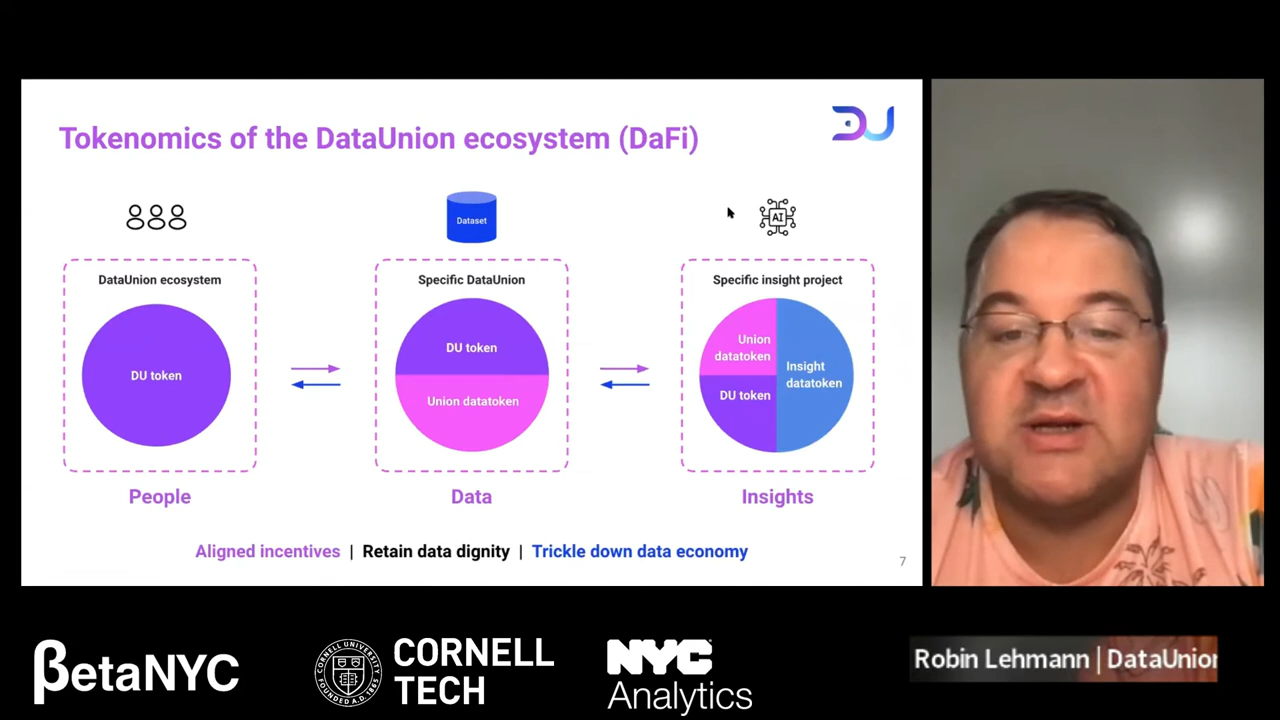 Tokenomics of the DataUnion ecosystem (DaFi)
DU
Dataset
AI
DataUnion ecosystem
Specific DataUnion
Specific insight project
DU token
DU token
Union datatoken
Union
datatoken
DU token
Insight
datatoken
People
Data
Insights
Aligned incentives | Retain data dignity | Trickle down data economy
7
βetaNYC
CORNELL
TECH
NYC
Analytics
Robin Lehmann | DataUnion